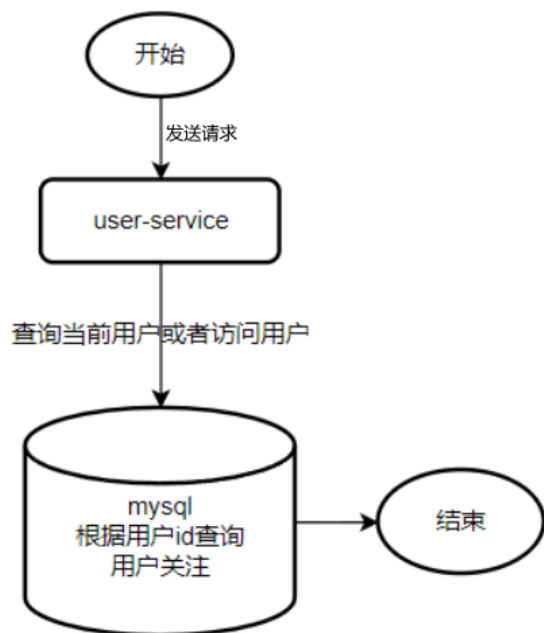 开始
发送请求
user-service
查询当前用户或者访问用户
mysql
根据用户id查询
用户关注
结束